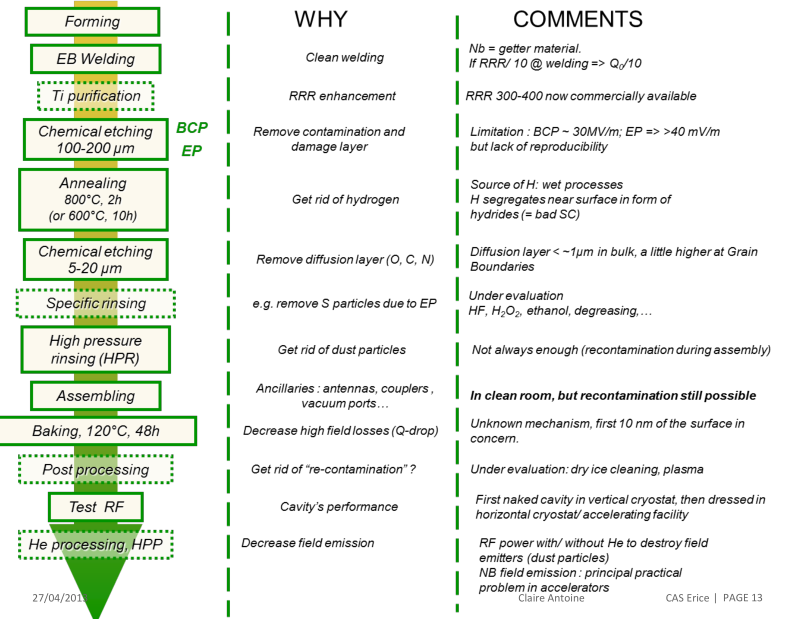 WHY
COMMENTS
Forming
EB Welding
Clean welding
Nb = getter material.
If RRR/ 10 @ welding => Q₀/10
Ti purification
RRR enhancement
RRR 300-400 now commercially available
Chemical etching
100-200 µm
BCP
EP
Remove contamination and
damage layer
Limitation : BCP ~ 30MV/m; EP => >40 mV/m
but lack of reproducibility
Annealing
800°C, 2h
(or 600°C, 10h)
Get rid of hydrogen
Source of H: wet processes
H segregates near surface in form of
hydrides (= bad SC)
Chemical etching
5-20 µm
Remove diffusion layer (O, C, N)
Diffusion layer < ~1µm in bulk, a little higher at Grain
Boundaries
Specific rinsing
e.g. remove S particles due to EP
Under evaluation
HF, H₂O₂, ethanol, degreasing,…
High pressure
rinsing (HPR)
Get rid of dust particles
Not always enough (recontamination during assembly)
Assembling
Ancillaries : antennas, couplers ,
vacuum ports…
In clean room, but recontamination still possible
Baking, 120°C, 48h
Decrease high field losses (Q-drop)
Unknown mechanism, first 10 nm of the surface in
concern.
Post processing
Get rid of “re-contamination” ?
Under evaluation: dry ice cleaning, plasma
Test RF
Cavity’s performance
First naked cavity in vertical cryostat, then dressed in
horizontal cryostat/ accelerating facility
He processing, HPP
Decrease field emission
RF power with/ without He to destroy field
emitters (dust particles)
NB field emission : principal practical
problem in accelerators
Claire Antoine
CAS Erice | PAGE 13